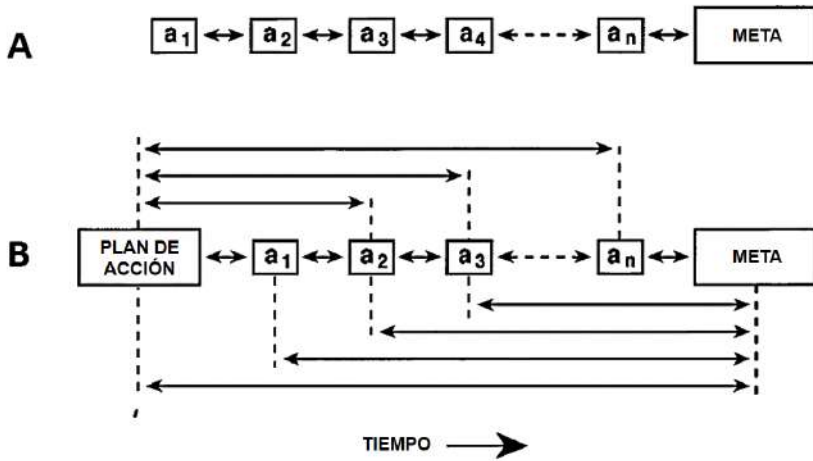 A a1 a2 a3 a4 an META
PLAN DE
ACCIÓN
B a1 a2 a3 an META
TIEMPO